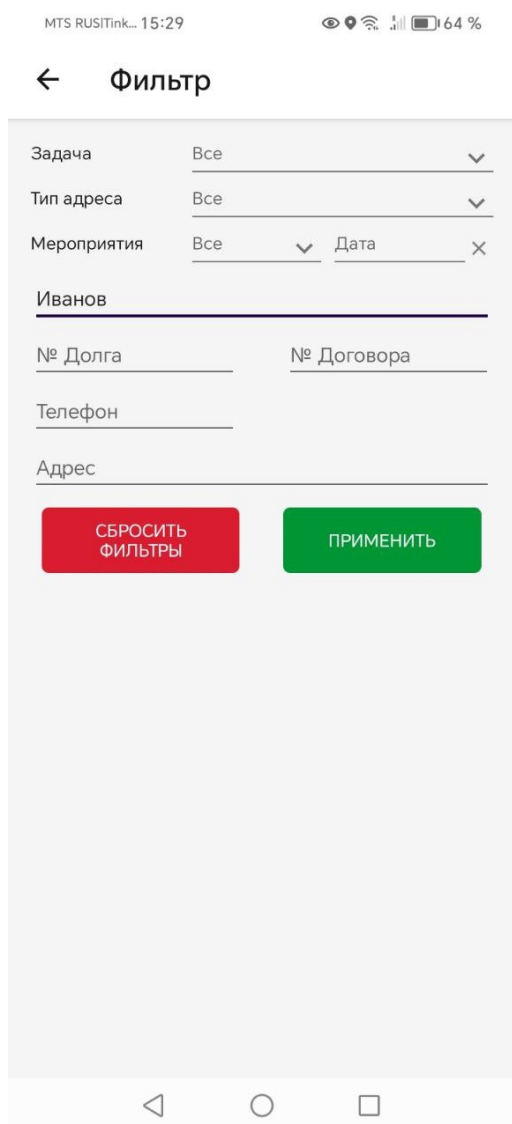 MTS RUS|Tink... 15:29 64 %
Фильтр
Задача Все
Тип адреса Все
Мероприятия Все Дата
Иванов
№ Долга № Договора
Телефон
Адрес
СБРОСИТЬ
ФИЛЬТРЫ
ПРИМЕНИТЬ